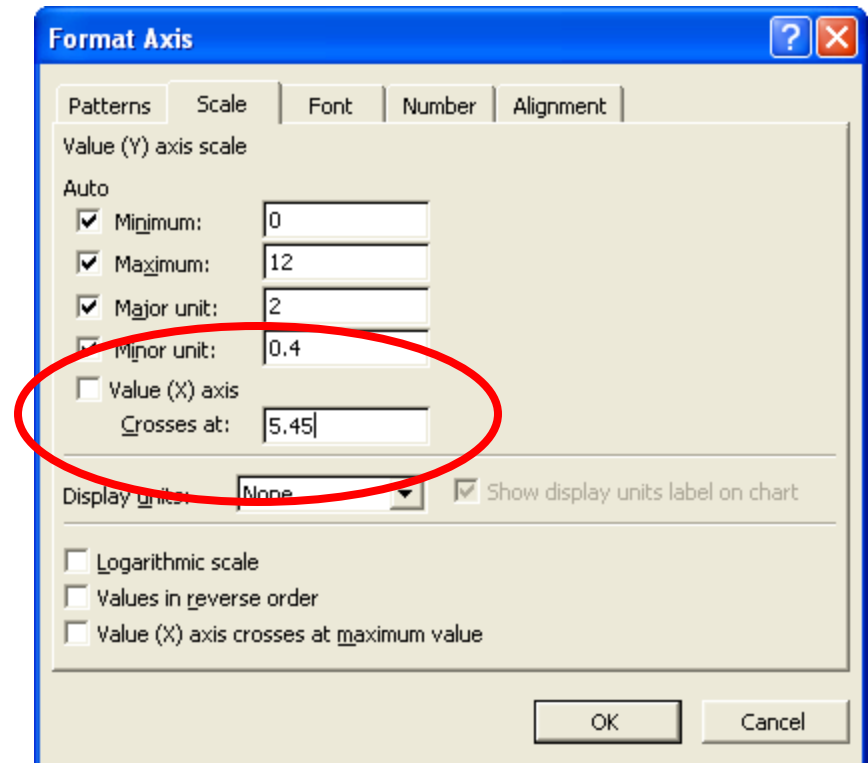 Format Axis
Patterns Scale Font Number Alignment
Value (Y) axis scale
Auto
Minimum: 0
Maximum: 12
Major unit: 2
Minor unit: 0.4
Value (X) axis
Crosses at: 5.45
Display units: None Show display units label on chart
Logarithmic scale
Values in reverse order
Value (X) axis crosses at maximum value
OK Cancel